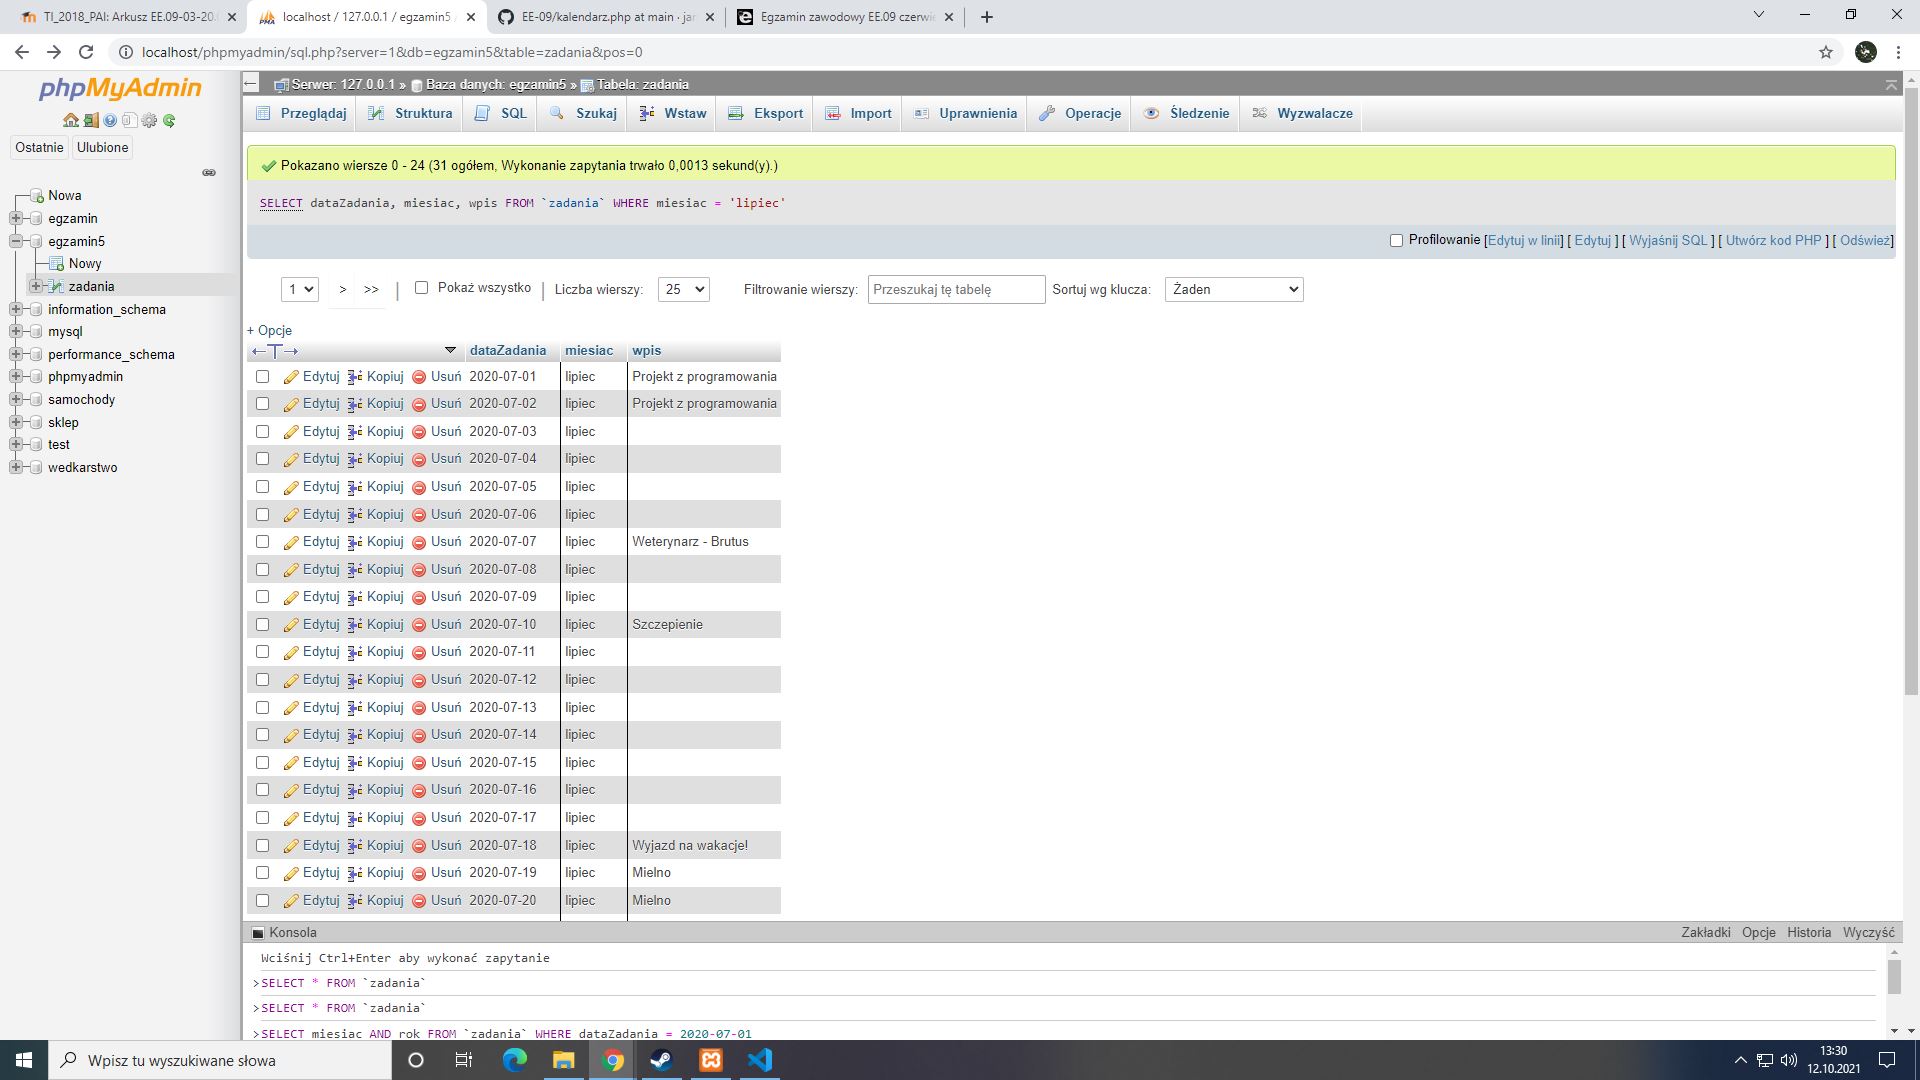 TI_2018_PAI: Arkusz EE.09-03-20.0
localhost / 127.0.0.1 / egzamin5 /
EE-09/kalendarz.php at main · jar
Egzamin zawodowy EE.09 czerwie
localhost/phpmyadmin/sql.php?server=1&db=egzamin5&table=zadania&pos=0
phpMyAdmin
Ostatnie
Ulubione
Nowa
egzamin
egzamin5
Nowy
zadania
information_schema
mysql
performance_schema
phpmyadmin
samochody
sklep
test
wedkarstwo
Serwer: 127.0.0.1 » Baza danych: egzamin5 » Tabela: zadania
Przeglądaj Struktura SQL Szukaj Wstaw Eksport Import Uprawnienia Operacje Śledzenie Wyzwalacze
Pokazano wiersze 0 - 24 (31 ogółem, Wykonanie zapytania trwało 0,0013 sekund(y).)
SELECT dataZadania, miesiac, wpis FROM `zadania` WHERE miesiac = 'lipiec'
Profilowanie [Edytuj w linii] [ Edytuj ] [ Wyjaśnij SQL ] [ Utwórz kod PHP ] [ Odśwież]
1 > >> | Pokaż wszystko | Liczba wierszy: 25 Filtrowanie wierszy: Przeszukaj tę tabelę Sortuj wg klucza: Żaden
+ Opcje
←T→ dataZadania miesiac wpis
Edytuj Kopiuj Usuń 2020-07-01 lipiec Projekt z programowania
Edytuj Kopiuj Usuń 2020-07-02 lipiec Projekt z programowania
Edytuj Kopiuj Usuń 2020-07-03 lipiec
Edytuj Kopiuj Usuń 2020-07-04 lipiec
Edytuj Kopiuj Usuń 2020-07-05 lipiec
Edytuj Kopiuj Usuń 2020-07-06 lipiec
Edytuj Kopiuj Usuń 2020-07-07 lipiec Weterynarz - Brutus
Edytuj Kopiuj Usuń 2020-07-08 lipiec
Edytuj Kopiuj Usuń 2020-07-09 lipiec
Edytuj Kopiuj Usuń 2020-07-10 lipiec Szczepienie
Edytuj Kopiuj Usuń 2020-07-11 lipiec
Edytuj Kopiuj Usuń 2020-07-12 lipiec
Edytuj Kopiuj Usuń 2020-07-13 lipiec
Edytuj Kopiuj Usuń 2020-07-14 lipiec
Edytuj Kopiuj Usuń 2020-07-15 lipiec
Edytuj Kopiuj Usuń 2020-07-16 lipiec
Edytuj Kopiuj Usuń 2020-07-17 lipiec
Edytuj Kopiuj Usuń 2020-07-18 lipiec Wyjazd na wakacje!
Edytuj Kopiuj Usuń 2020-07-19 lipiec Mielno
Edytuj Kopiuj Usuń 2020-07-20 lipiec Mielno
Konsola Zakładki Opcje Historia Wyczyść
Wciśnij Ctrl+Enter aby wykonać zapytanie
>SELECT * FROM `zadania`
>SELECT * FROM `zadania`
>SELECT miesiac AND rok FROM `zadania` WHERE dataZadania = 2020-07-01
Wpisz tu wyszukiwane słowa
13:30
12.10.2021